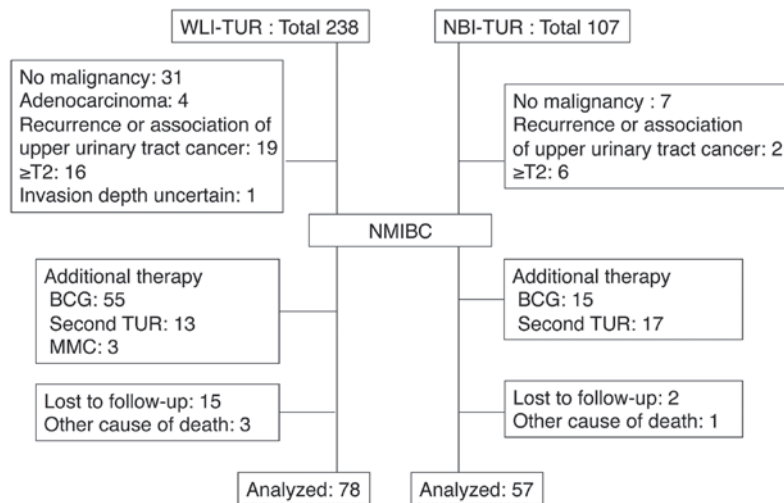 WLI-TUR : Total 238
NBI-TUR : Total 107
No malignancy: 31
Adenocarcinoma: 4
Recurrence or association of
upper urinary tract cancer: 19
≥T2: 16
Invasion depth uncertain: 1
No malignancy : 7
Recurrence or association
of upper urinary tract cancer: 2
≥T2: 6
NMIBC
Additional therapy
BCG: 55
Second TUR: 13
MMC: 3
Additional therapy
BCG: 15
Second TUR: 17
Lost to follow-up: 15
Other cause of death: 3
Lost to follow-up: 2
Other cause of death: 1
Analyzed: 78
Analyzed: 57